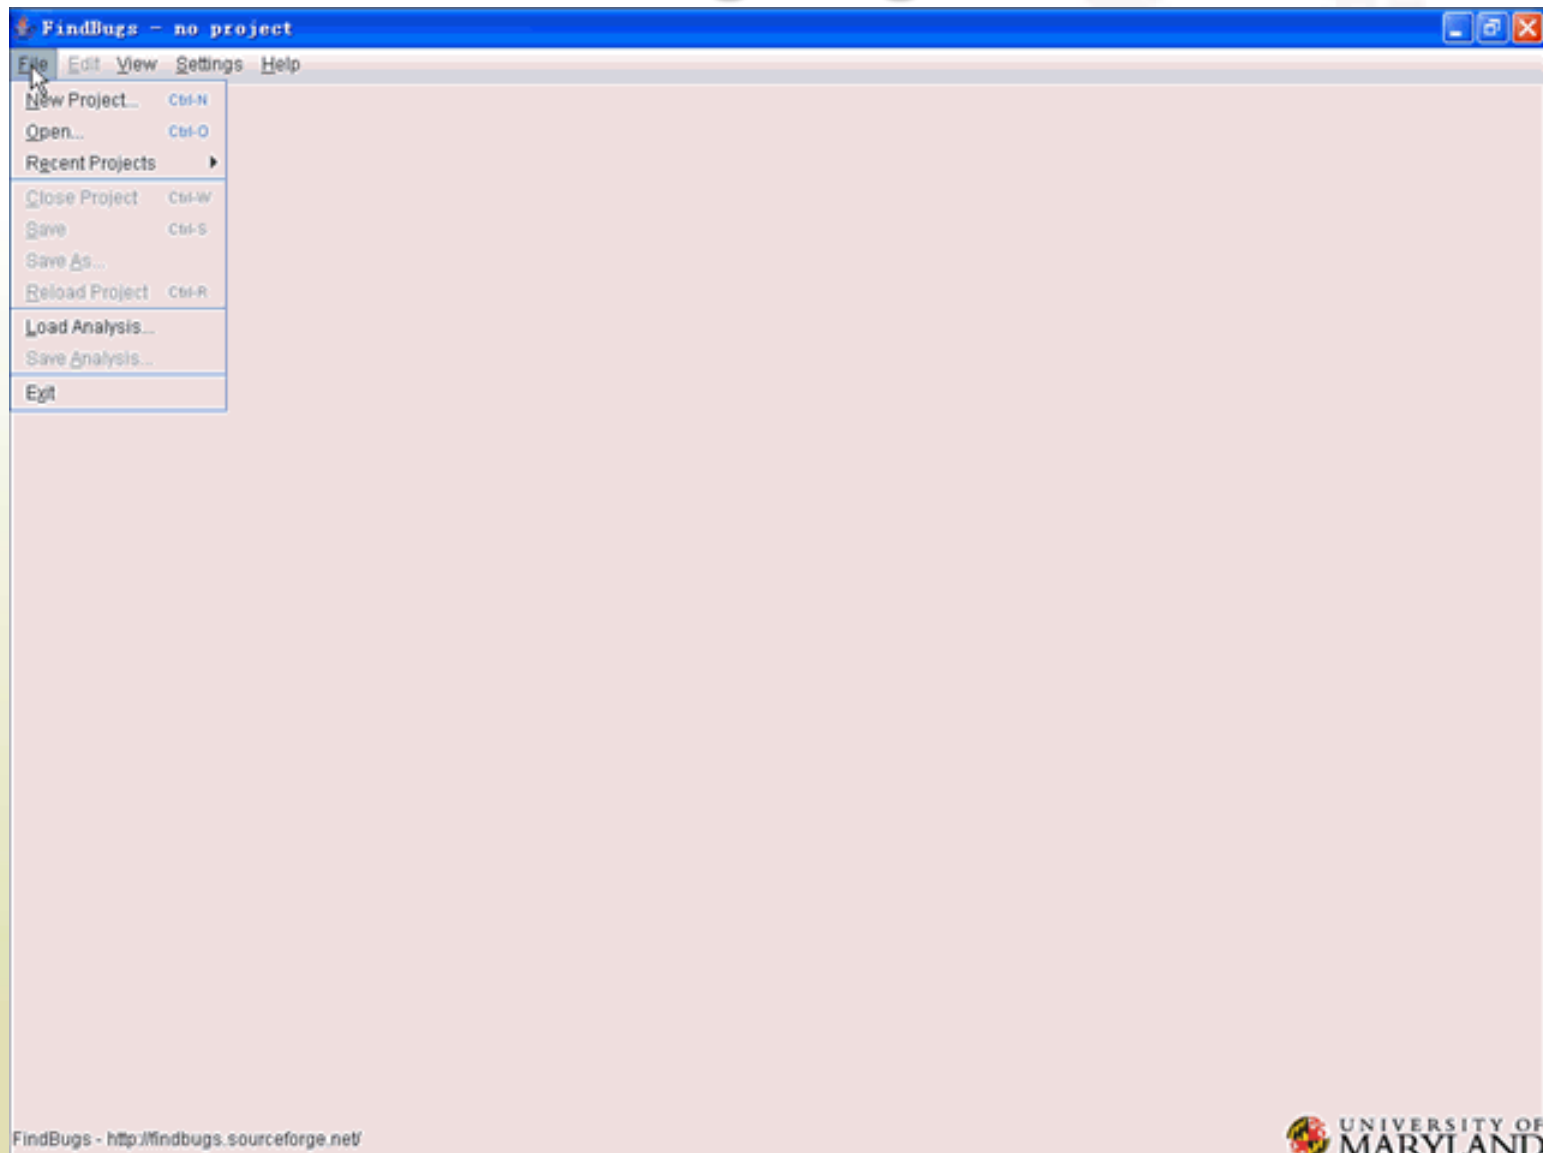 FindBugs - no project
File Edit View Settings Help
New Project... Ctrl-N
Open... Ctrl-O
Recent Projects
Close Project Ctrl-W
Save Ctrl-S
Save As...
Reload Project Ctrl-R
Load Analysis...
Save Analysis...
Exit
FindBugs - http://findbugs.sourceforge.net/
UNIVERSITY OF
MARYLAND